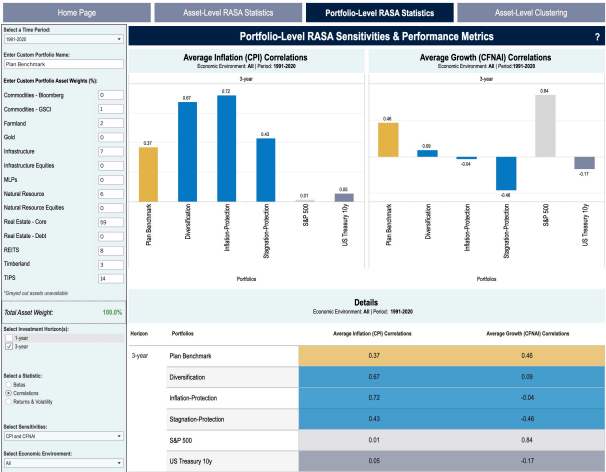 Home Page
Asset-Level RASA Statistics
Portfolio-Level RASA Statistics
Asset-Level Clustering
Select a Time Period:
1991-2020
Enter Custom Portfolio Name:
Plan Benchmark
Enter Custom Portfolio Asset Weights (%):
Commodities - Bloomberg 0
Commodities - GSCI 1
Farmland 2
Gold 0
Infrastructure 7
Infrastructure Equities 0
MLPs 0
Natural Resource 6
Natural Resource Equities 0
Real Estate - Core 59
Real Estate - Debt 0
REITS 8
Timberland 3
TIPS 14
*Greyed out assets unavailable
Total Asset Weight: 100.0%
Select Investment Horizon(s):
1-year
3-year
Select a Statistic:
Betas
Correlations
Returns & Volatility
Select Sensitivities:
CPI and CFNAI
Select Economic Environment:
All
Portfolio-Level RASA Sensitivities & Performance Metrics ?
Average Inflation (CPI) Correlations
Economic Environment: All | Period: 1991-2020
3-year
0.37
0.67
0.72
0.43
0.01
0.05
Plan Benchmark
Diversification
Inflation-Protection
Stagnation-Protection
S&P 500
US Treasury 10y
Portfolios
Average Growth (CFNAI) Correlations
Economic Environment: All | Period:1991-2020
3-year
0.46
0.09
-0.04
-0.46
0.84
-0.17
Plan Benchmark
Diversification
Inflation-Protection
Stagnation-Protection
S&P 500
US Treasury 10y
Portfolios
Details
Economic Environment: All | Period: 1991-2020
Horizon Portfolios Average Inflation (CPI) Correlations Average Growth (CFNAI) Correlations
3-year Plan Benchmark 0.37 0.46
Diversification 0.67 0.09
Inflation-Protection 0.72 -0.04
Stagnation-Protection 0.43 -0.46
S&P 500 0.01 0.84
US Treasury 10y 0.05 -0.17